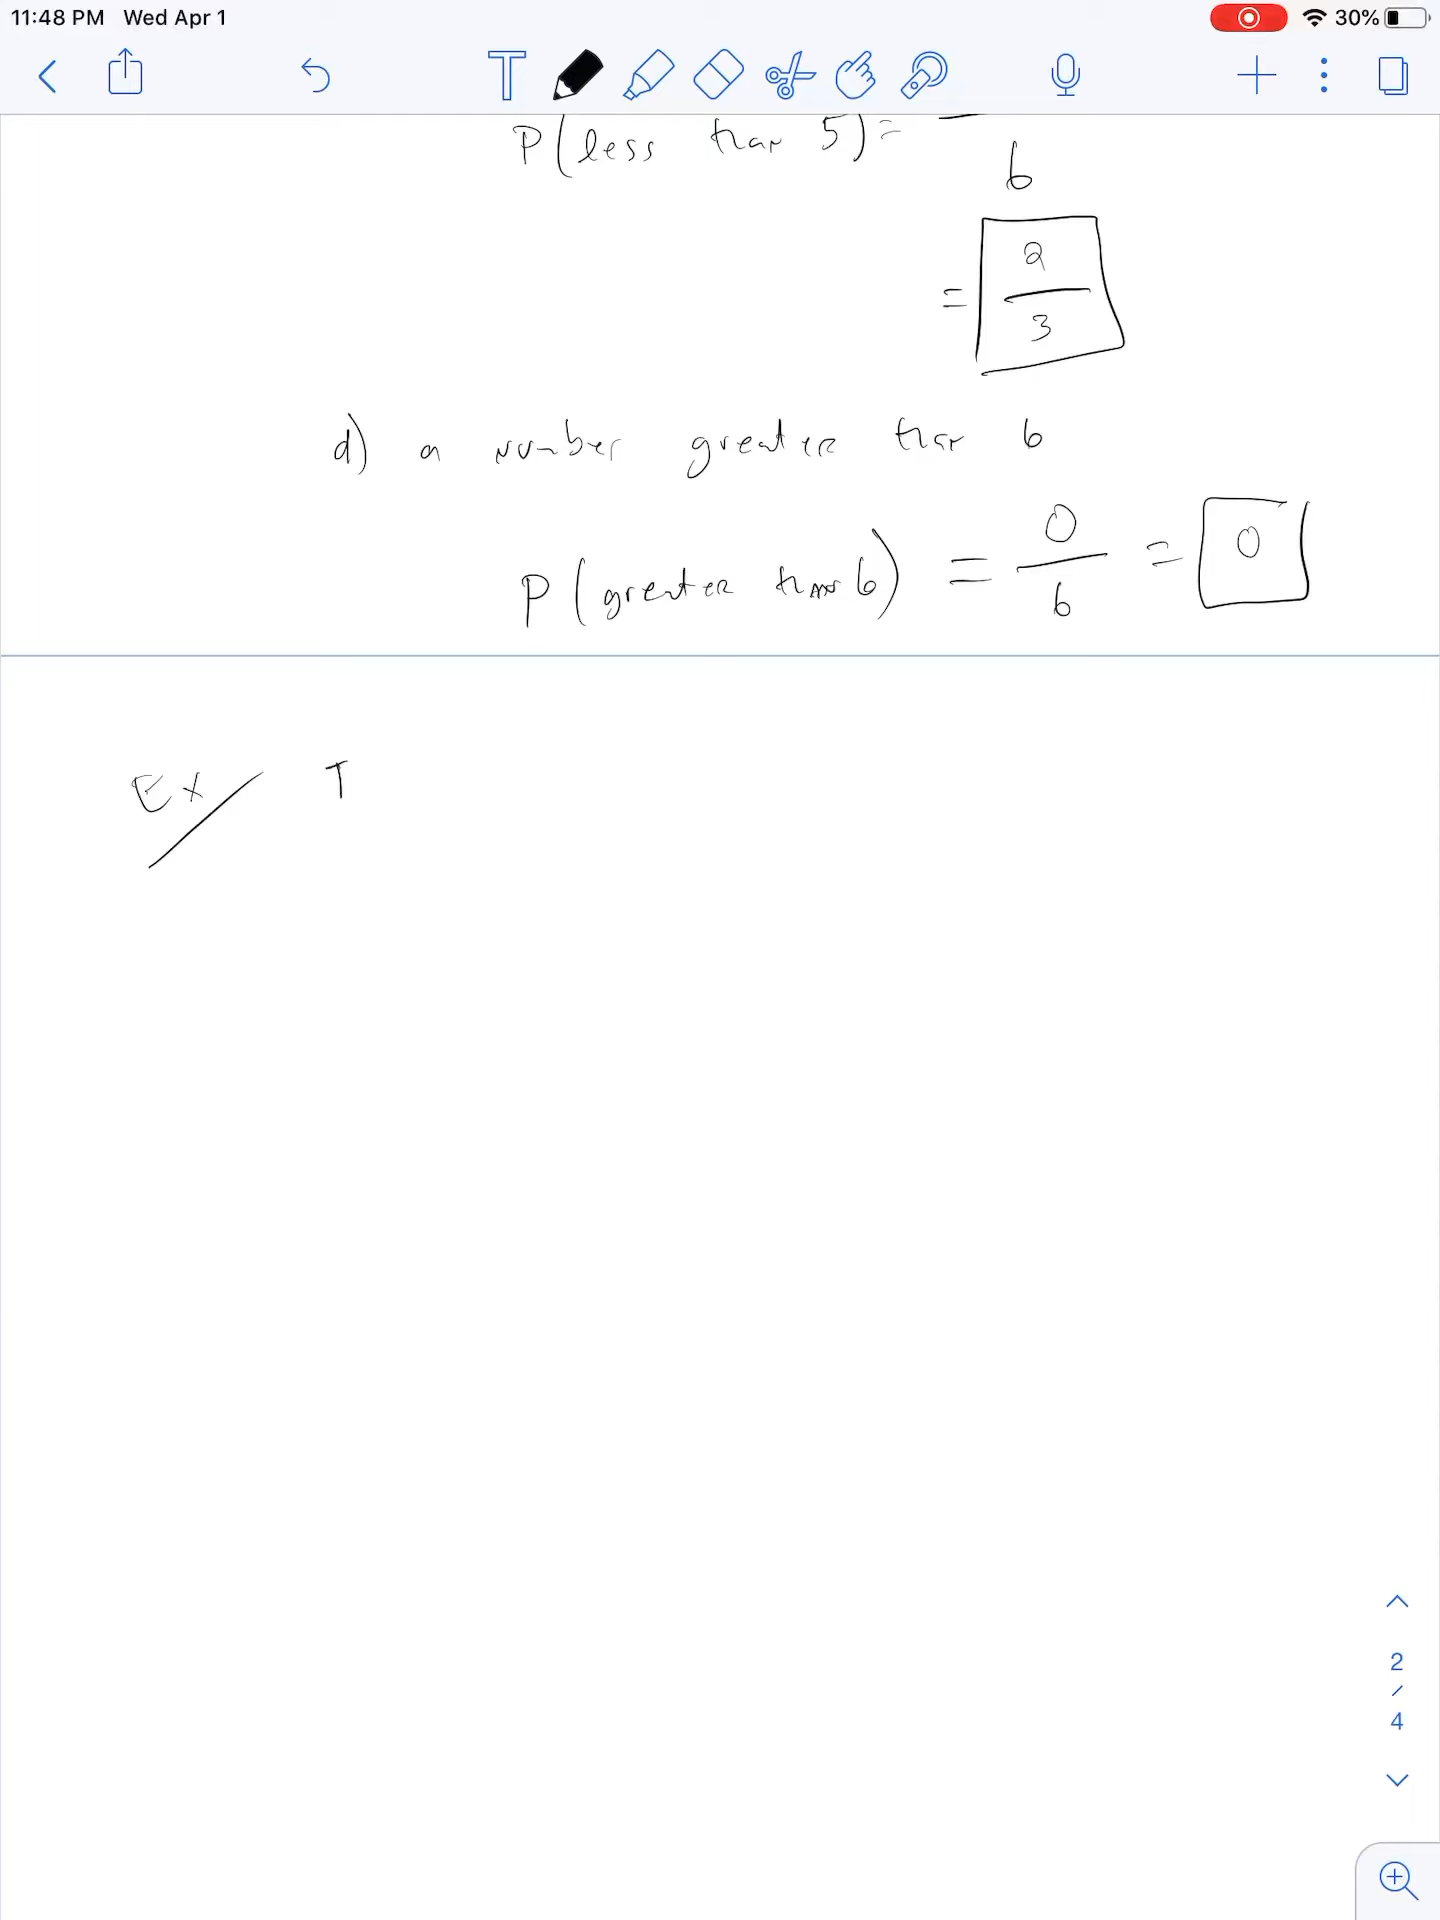 11:48 PM Wed Apr 1
30%
T
P(less than 5)= —
6
= 2/3
d) a number greater than 6
P(greater than 6) = 0/6 = 0
Ex/ T
2
/
4